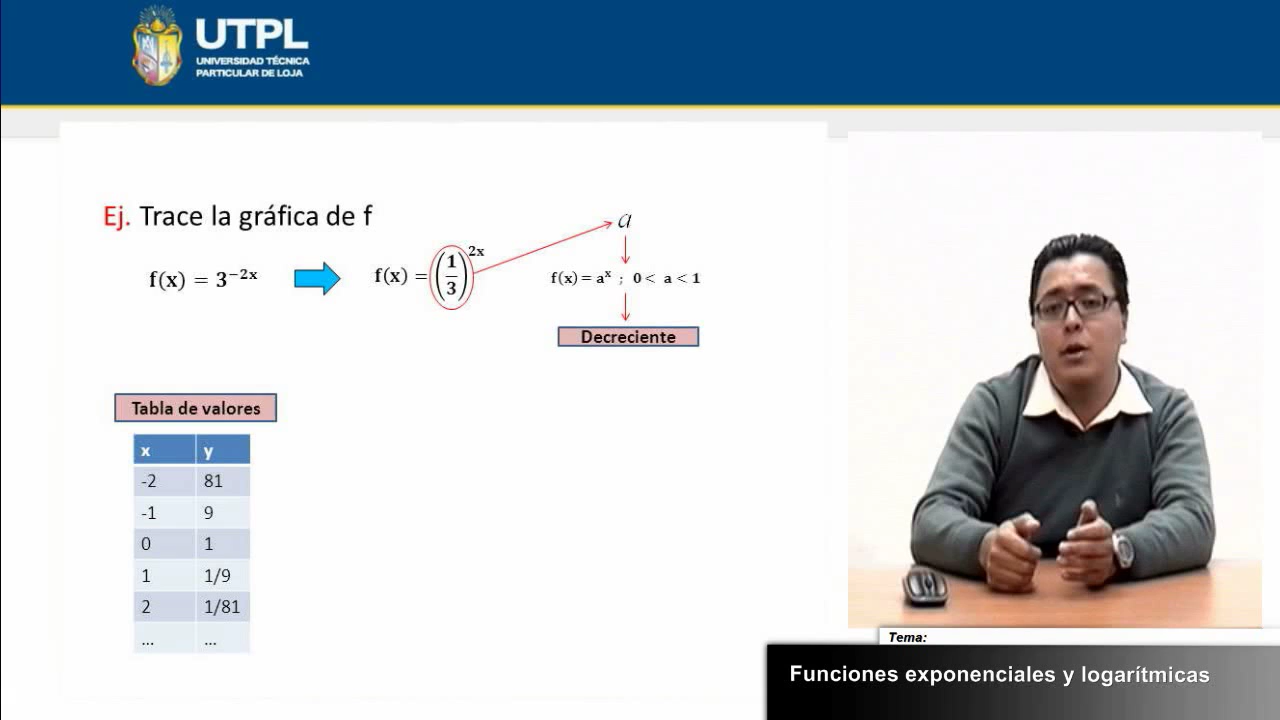 UTPL
UNIVERSIDAD TÉCNICA
PARTICULAR DE LOJA
Ej. Trace la gráfica de f
f(x) = 3^−2x
f(x) = (1/3)^2x
a
f(x) = a^x ; 0 < a < 1
Decreciente
Tabla de valores
x y
-2 81
-1 9
0 1
1 1/9
2 1/81
... ...
Tema:
Funciones exponenciales y logarítmicas